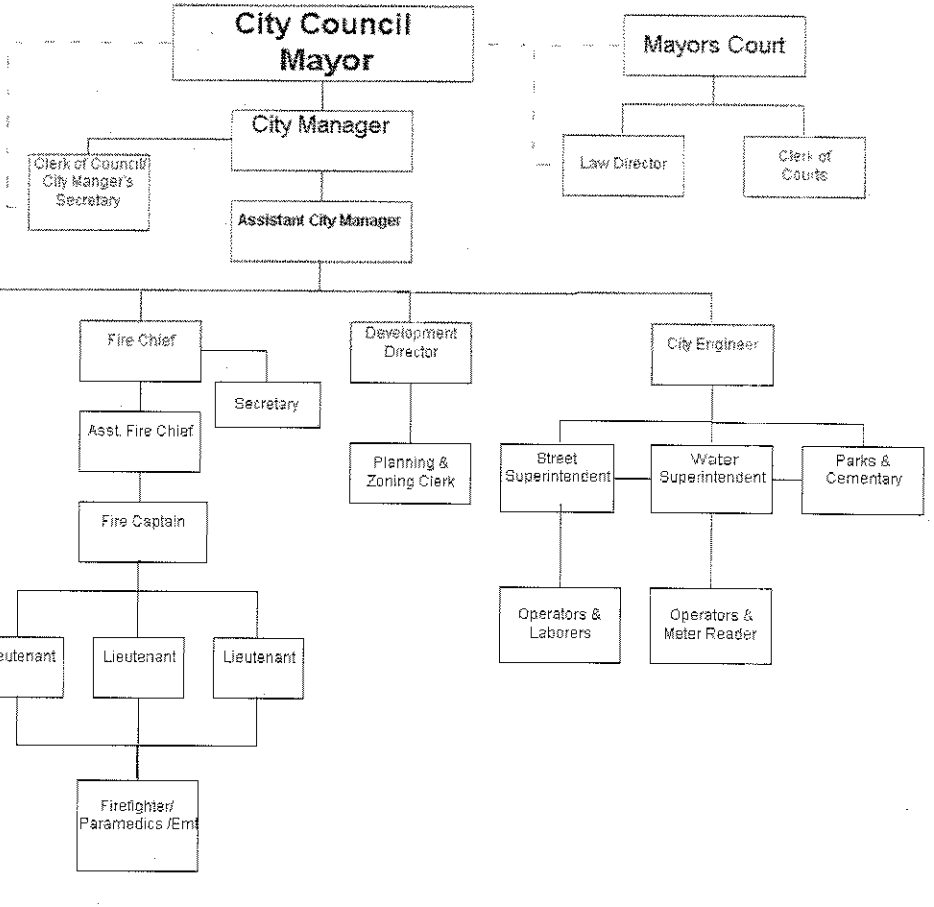 City Council
Mayor
Mayors Court
City Manager
Clerk of Council/
City Manger's
Secretary
Law Director
Clerk of
Courts
Assistant City Manager
Fire Chief
Development
Director
City Engineer
Secretary
Asst. Fire Chief
Planning &
Zoning Clerk
Street
Superintendent
Water
Superintendent
Parks &
Cementary
Fire Captain
Operators &
Laborers
Operators &
Meter Reader
eutenant
Lieutenant
Lieutenant
Firefighter/
Paramedics /Emt